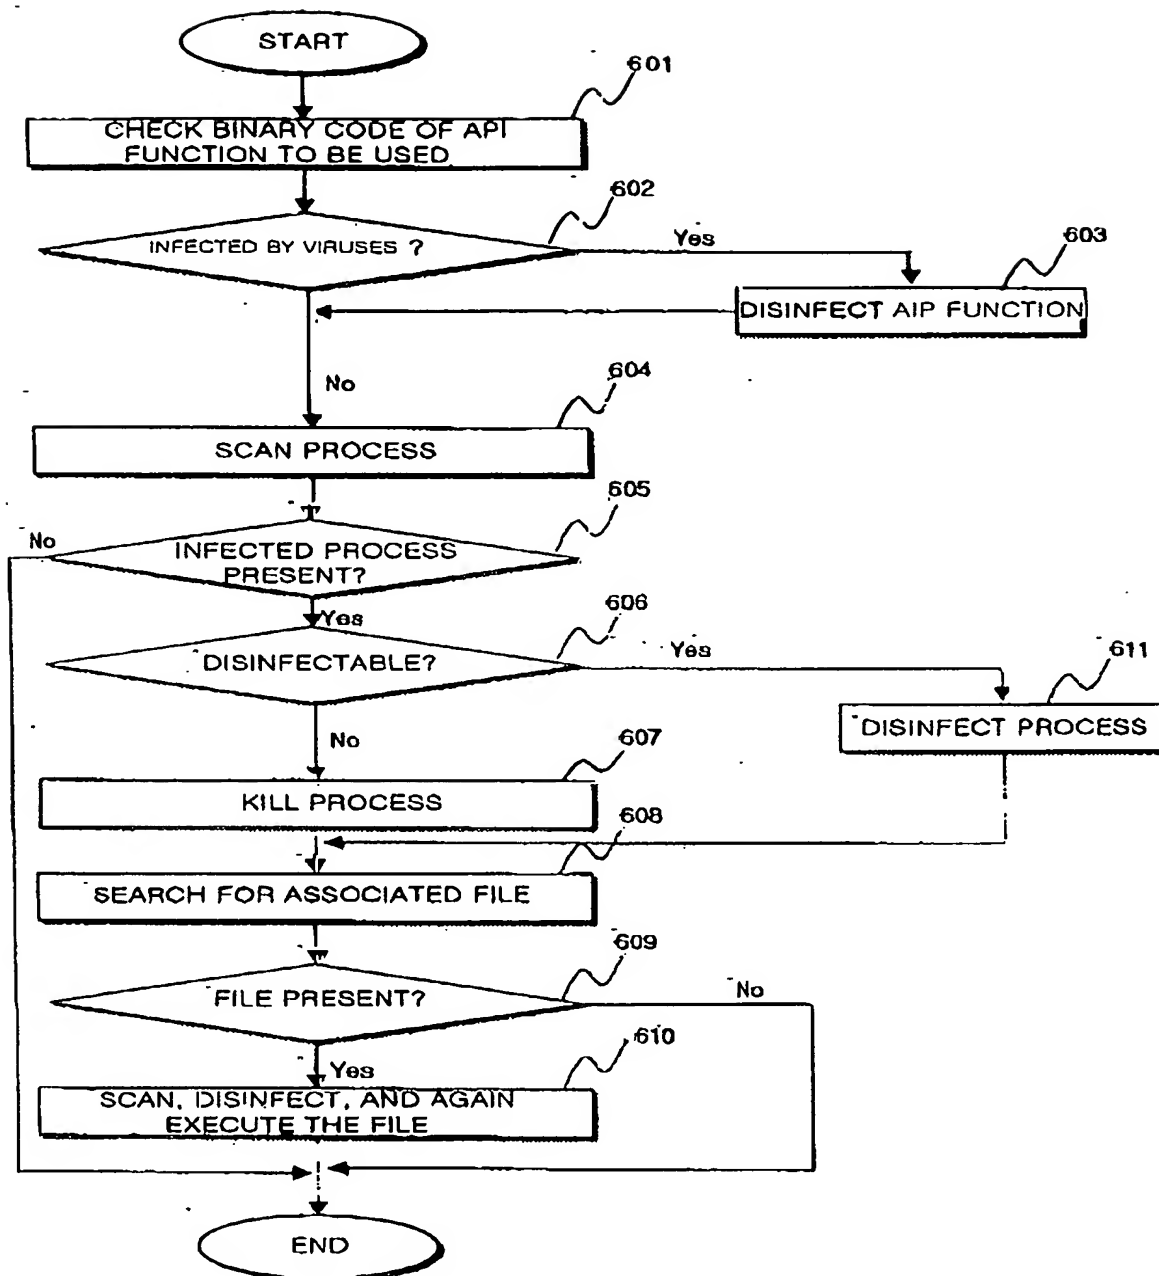 START
601
CHECK BINARY CODE OF API
FUNCTION TO BE USED
602
INFECTED BY VIRUSES ?
Yes
603
DISINFECT AIP FUNCTION
No
604
SCAN PROCESS
605
No
INFECTED PROCESS
PRESENT?
Yes
606
DISINFECTABLE?
Yes
611
DISINFECT PROCESS
No
607
KILL PROCESS
608
SEARCH FOR ASSOCIATED FILE
609
FILE PRESENT?
No
610
Yes
SCAN, DISINFECT, AND AGAIN
EXECUTE THE FILE
END